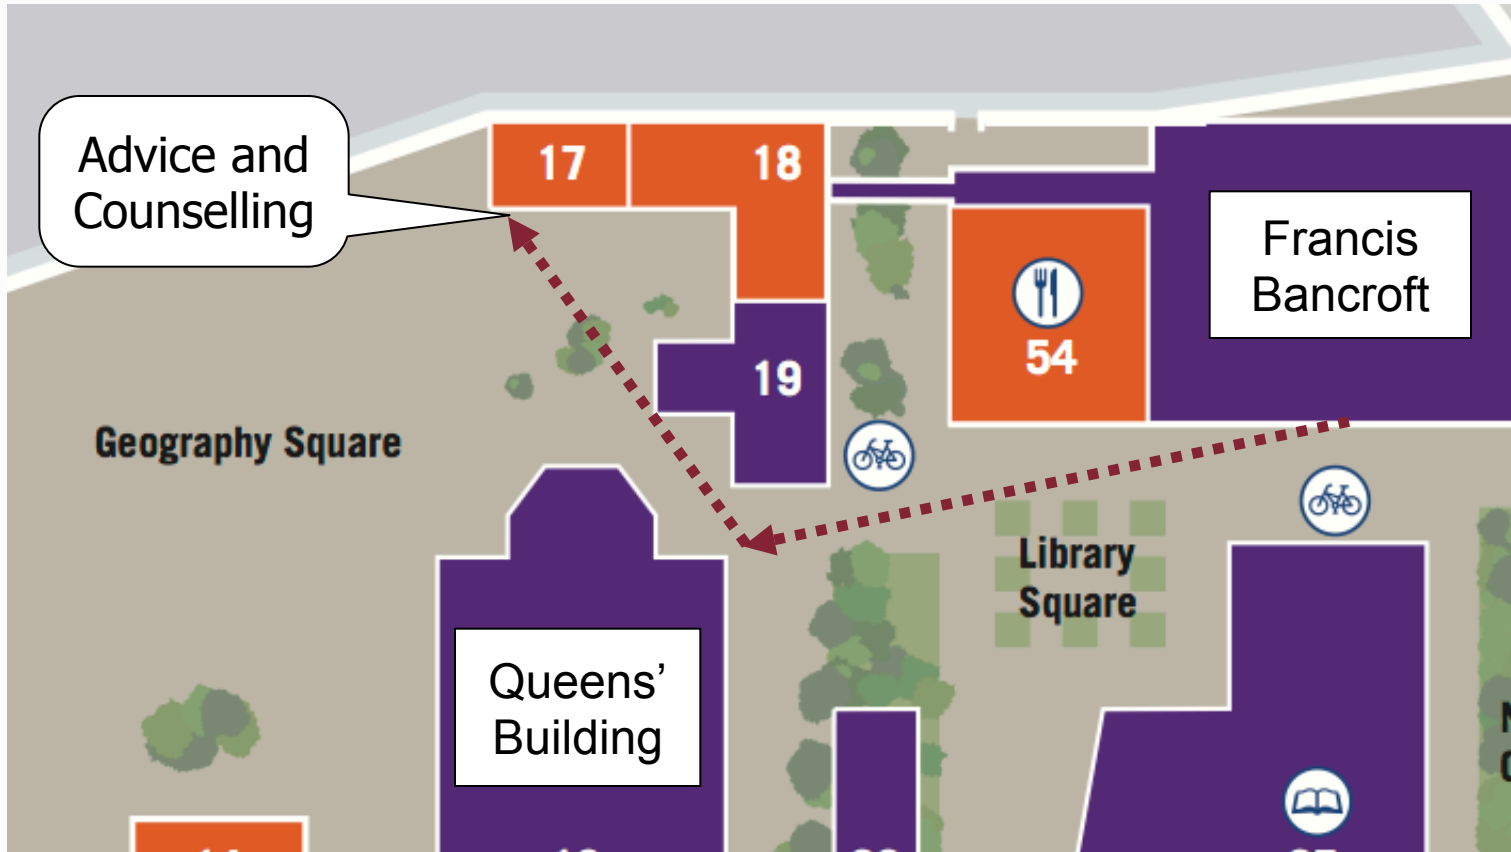 Advice and
Counselling
17
18
Francis
Bancroft
54
19
Geography Square
Library
Square
Queens’
Building